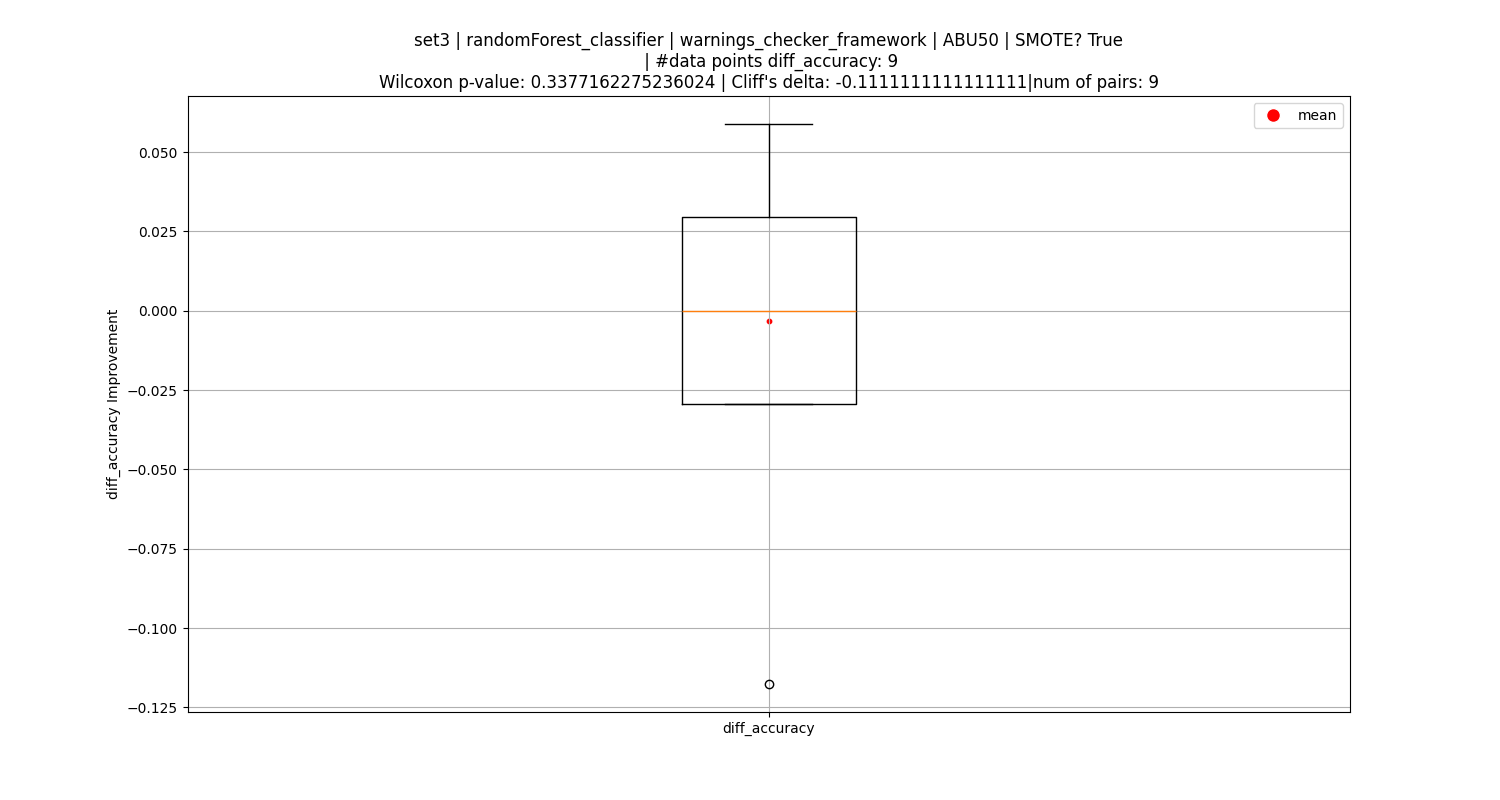 set3 | randomForest_classifier | warnings_checker_framework | ABU50 | SMOTE? True
| #data points diff_accuracy: 9
Wilcoxon p-value: 0.3377162275236024 | Cliff's delta: -0.1111111111111111|num of pairs: 9
mean
0.050
0.025
0.000
−0.025
−0.050
−0.075
−0.100
−0.125
diff_accuracy Improvement
diff_accuracy